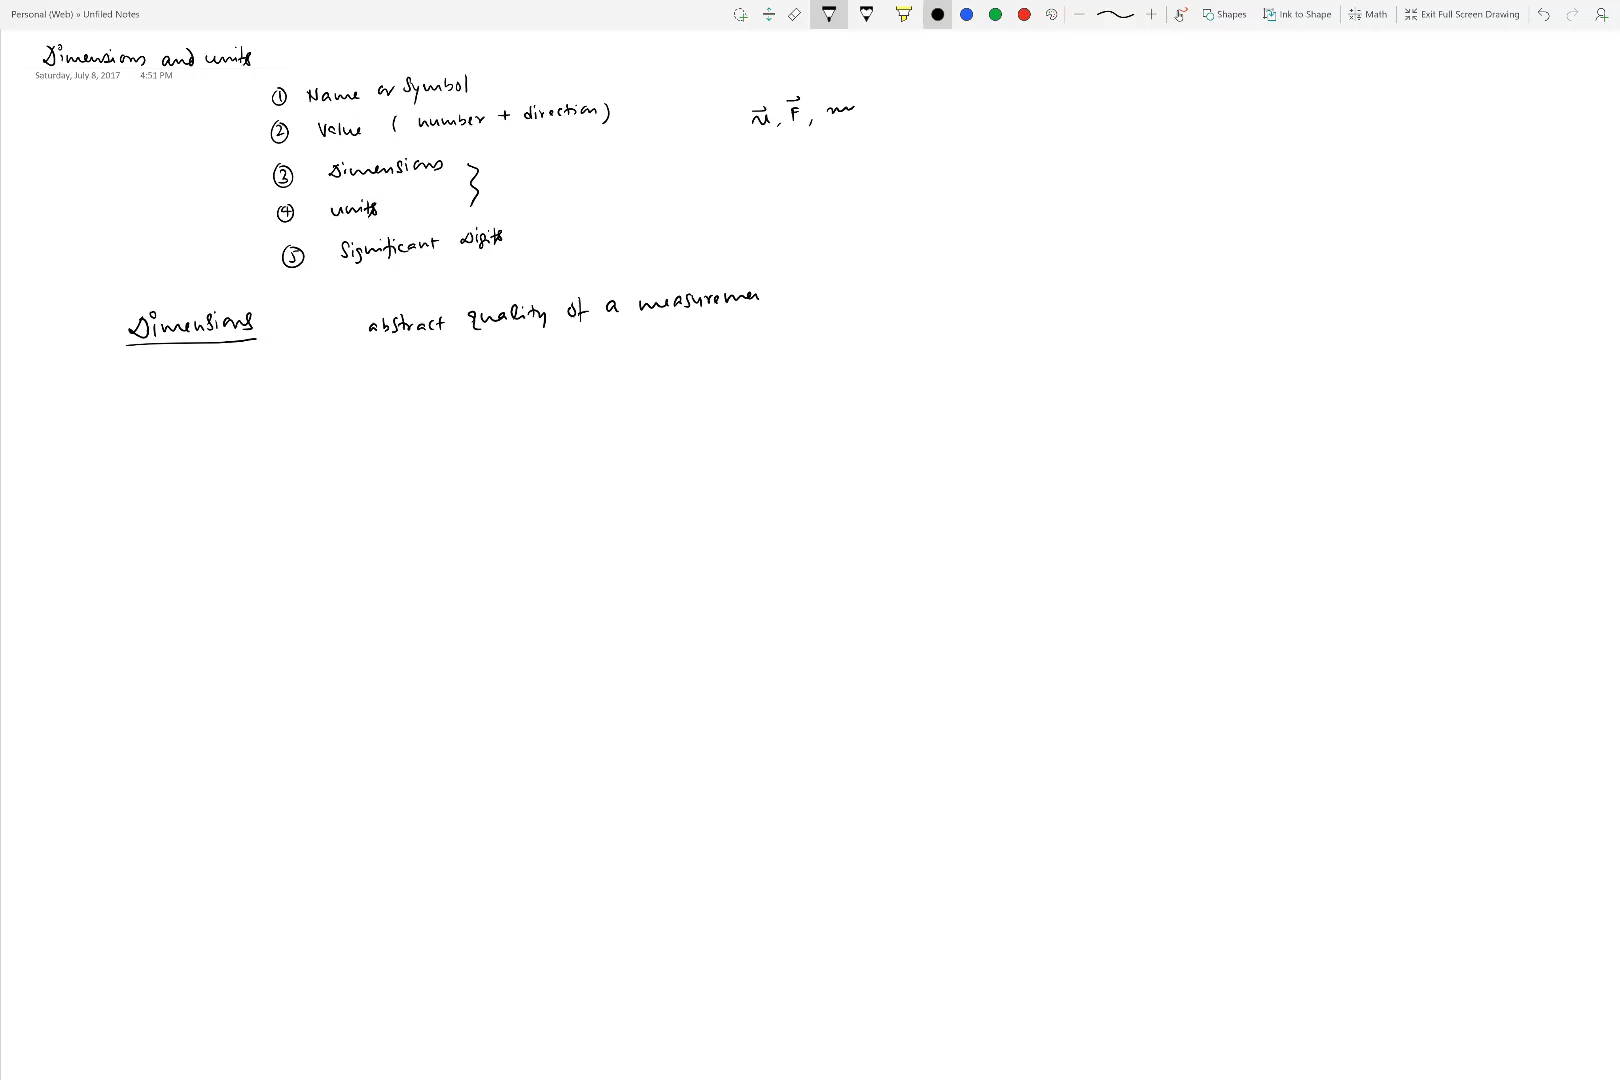 Personal (Web) » Unfiled Notes
Shapes Ink to Shape Math Exit Full Screen Drawing
Dimensions and units
Saturday, July 8, 2017 4:51 PM
① Name or Symbol
② Value ( number + direction)
u⃗, F⃗, m
③ Dimensions
④ units
⑤ Significant Digits
Dimensions abstract quality of a measuremen